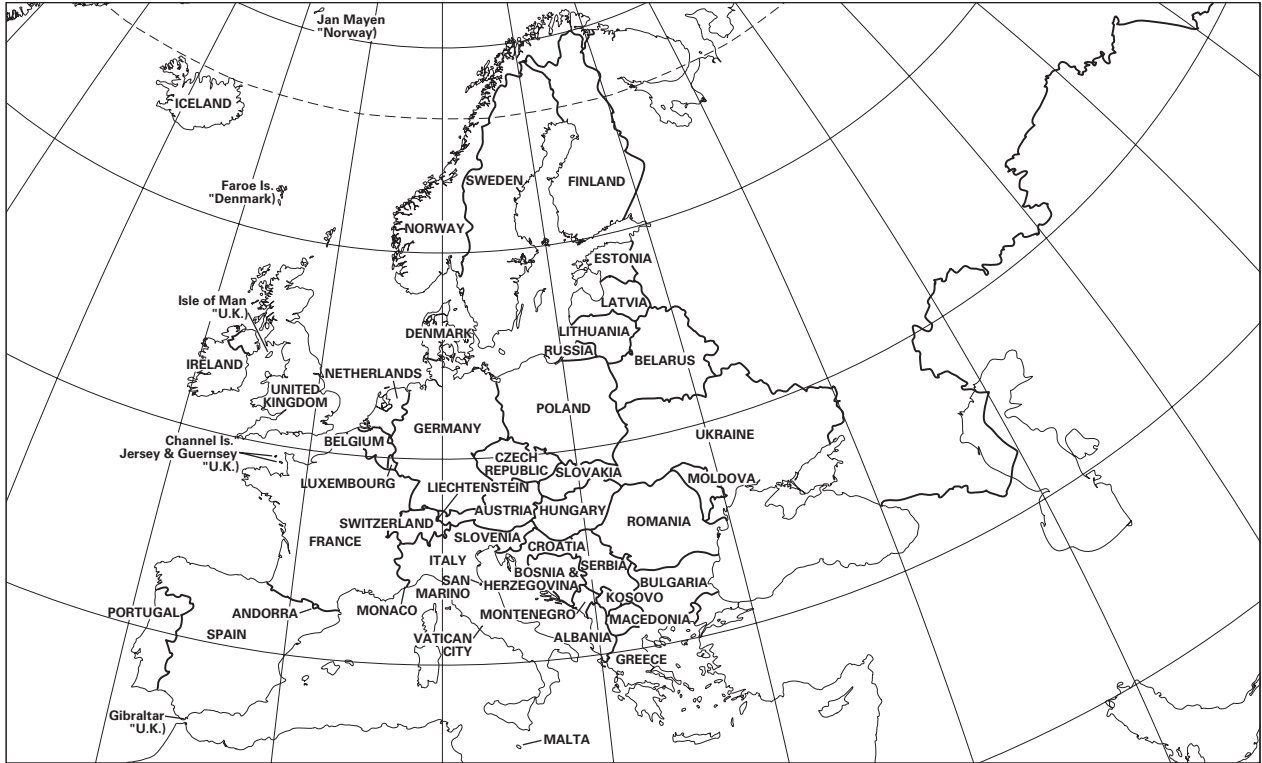 Jan Mayen
"Norway)
ICELAND
Faroe Is.
"Denmark)
SWEDEN
FINLAND
NORWAY
ESTONIA
Isle of Man
"U.K.)
LATVIA
DENMARK
LITHUANIA
RUSSIA
BELARUS
IRELAND
NETHERLANDS
UNITED
KINGDOM
POLAND
GERMANY
UKRAINE
Channel Is.
Jersey & Guernsey
"U.K.)
BELGIUM
CZECH
REPUBLIC
SLOVAKIA
LUXEMBOURG
LIECHTENSTEIN
MOLDOVA
AUSTRIA
HUNGARY
SWITZERLAND
ROMANIA
FRANCE
SLOVENIA
CROATIA
ITALY
SERBIA
BOSNIA &
HERZEGOVINA
BULGARIA
SAN
MARINO
KOSOVO
PORTUGAL
ANDORRA
MONACO
MONTENEGRO
MACEDONIA
SPAIN
VATICAN
CITY
ALBANIA
GREECE
Gibraltar
"U.K.)
MALTA